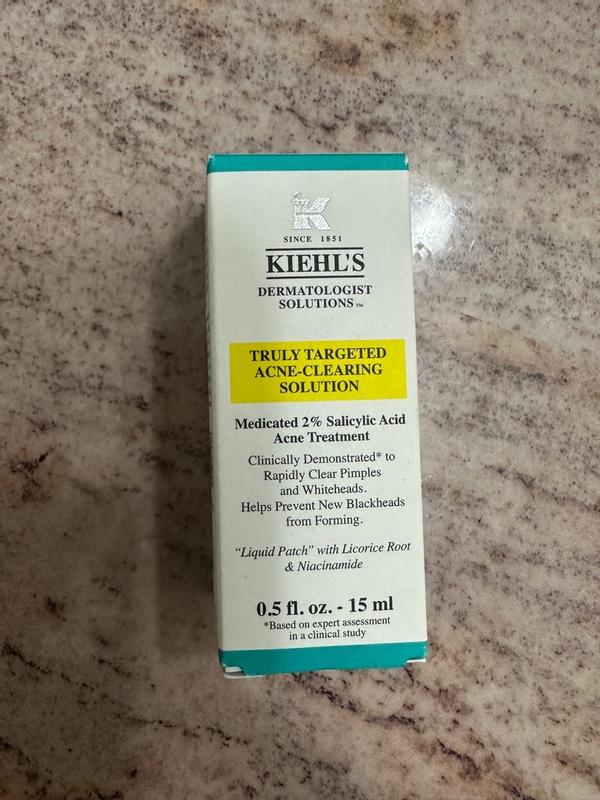 SINCE 1851
KIEHL'S
DERMATOLOGIST
SOLUTIONS™
TRULY TARGETED
ACNE-CLEARING
SOLUTION
Medicated 2% Salicylic Acid
Acne Treatment
Clinically Demonstrated* to
Rapidly Clear Pimples
and Whiteheads.
Helps Prevent New Blackheads
from Forming.
"Liquid Patch" with Licorice Root
& Niacinamide
0.5 fl. oz. - 15 ml
*Based on expert assessment
in a clinical study